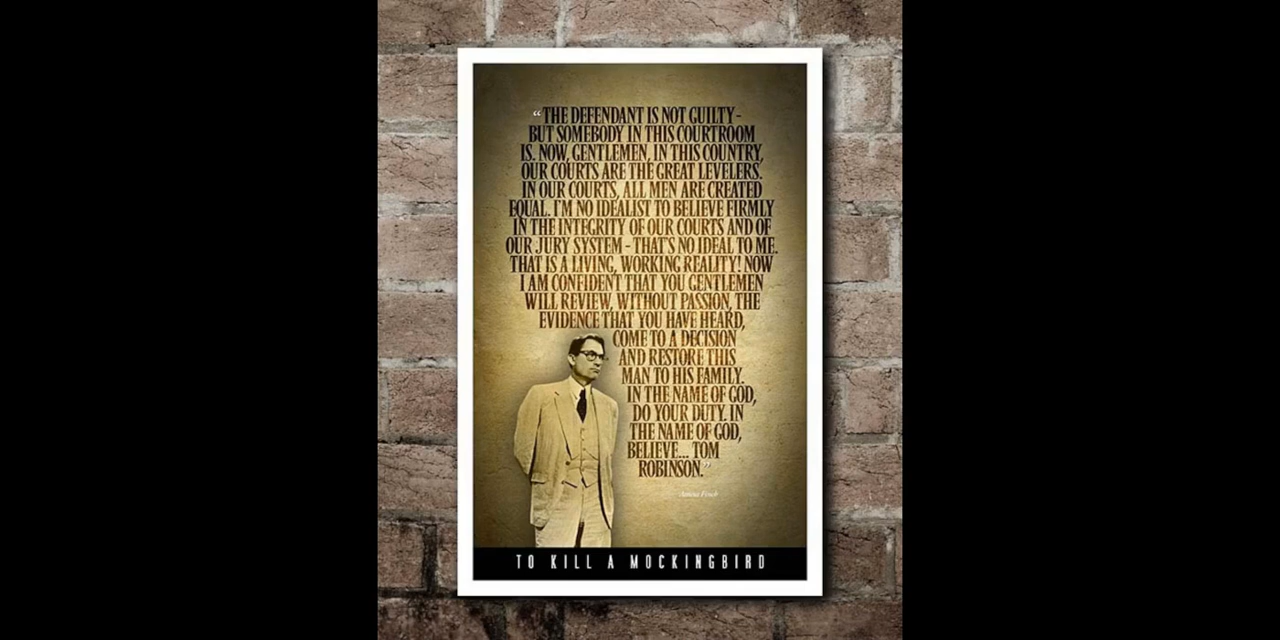 “THE DEFENDANT IS NOT GUILTY -
BUT SOMEBODY IN THIS COURTROOM
IS. NOW, GENTLEMEN, IN THIS COUNTRY,
OUR COURTS ARE THE GREAT LEVELERS.
IN OUR COURTS, ALL MEN ARE CREATED
EQUAL. I'M NO IDEALIST TO BELIEVE FIRMLY
IN THE INTEGRITY OF OUR COURTS AND OF
OUR JURY SYSTEM - THAT'S NO IDEAL TO ME.
THAT IS A LIVING, WORKING REALITY! NOW
I AM CONFIDENT THAT YOU GENTLEMEN
WILL REVIEW, WITHOUT PASSION, THE
EVIDENCE THAT YOU HAVE HEARD,
COME TO A DECISION
AND RESTORE THIS
MAN TO HIS FAMILY.
IN THE NAME OF GOD,
DO YOUR DUTY. IN
THE NAME OF GOD,
BELIEVE... TOM
ROBINSON.”
Finch
TO KILL A MOCKINGBIRD